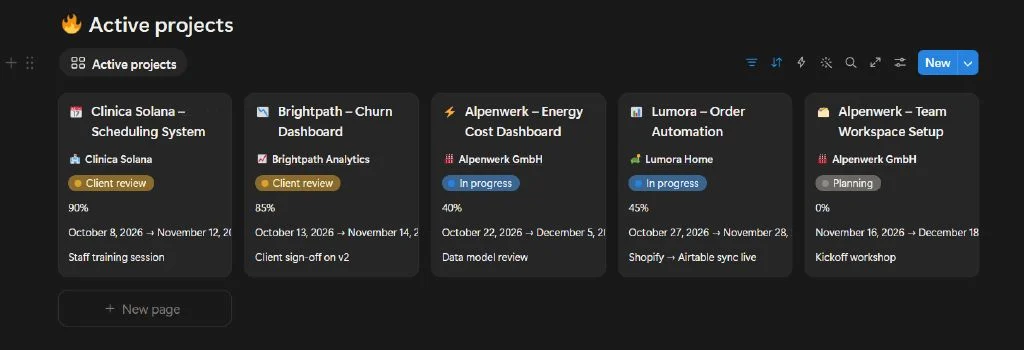 Active projects
Active projects
New
Clinica Solana –
Scheduling System
Clinica Solana
Client review
90%
October 8, 2026 → November 12, 20
Staff training session
Brightpath – Churn
Dashboard
Brightpath Analytics
Client review
85%
October 13, 2026 → November 14, 2
Client sign-off on v2
Alpenwerk – Energy
Cost Dashboard
Alpenwerk GmbH
In progress
40%
October 22, 2026 → December 5, 20
Data model review
Lumora – Order
Automation
Lumora Home
In progress
45%
October 27, 2026 → November 28,
Shopify → Airtable sync live
Alpenwerk – Team
Workspace Setup
Alpenwerk GmbH
Planning
0%
November 16, 2026 → December 18
Kickoff workshop
+ New page